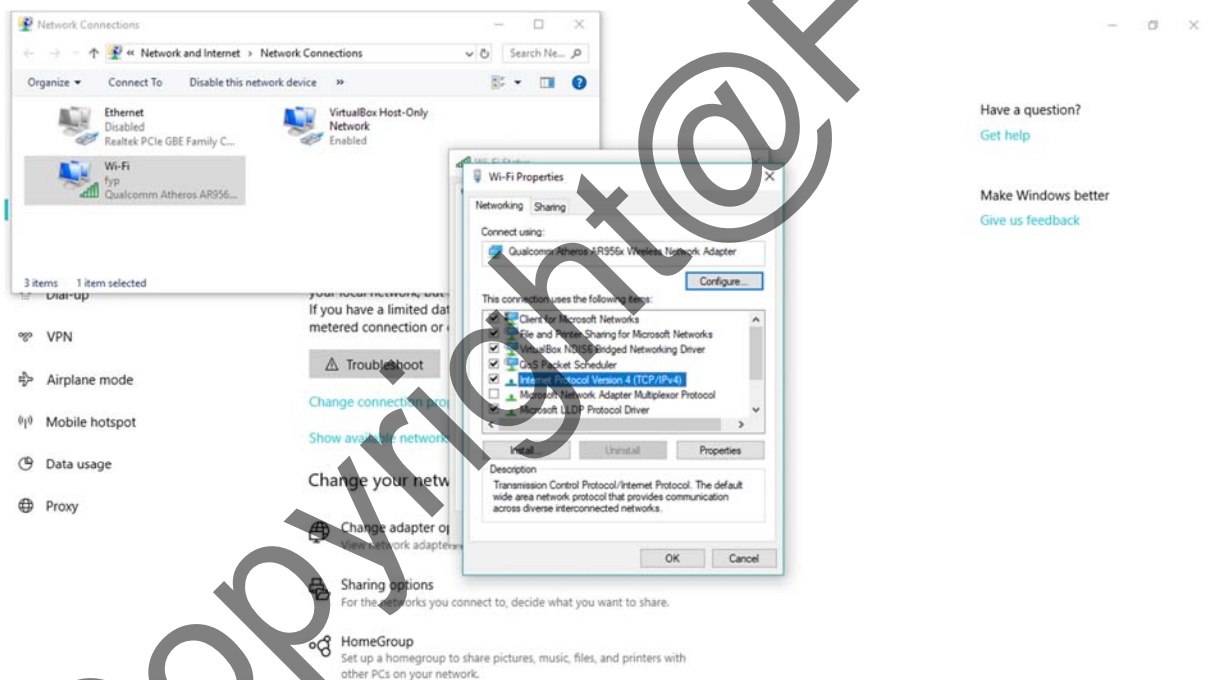 Network Connections
Network and Internet > Network Connections
Search Ne...
Organize
Connect To
Disable this network device
Ethernet
Disabled
Realtek PCIe GBE Family C...
VirtualBox Host-Only
Network
Enabled
Wi-Fi
fyp
Qualcomm Atheros AR956...
3 items
1 item selected
Wi-Fi Status
Wi-Fi Properties
Networking
Sharing
Connect using:
Qualcomm Atheros AR956x Wireless Network Adapter
Configure...
This connection uses the following items:
Client for Microsoft Networks
File and Printer Sharing for Microsoft Networks
VirtualBox NDIS6 Bridged Networking Driver
QoS Packet Scheduler
Internet Protocol Version 4 (TCP/IPv4)
Microsoft Network Adapter Multiplexor Protocol
Microsoft LLDP Protocol Driver
Install...
Uninstall
Properties
Description
Transmission Control Protocol/Internet Protocol. The default
wide area network protocol that provides communication
across diverse interconnected networks.
OK
Cancel
Dial-up
VPN
Airplane mode
Mobile hotspot
Data usage
Proxy
your local network, but
If you have a limited dat
metered connection or
Troubleshoot
Change connection prop
Show available network
Change your netw
Change adapter op
View network adapters
Sharing options
For the networks you connect to, decide what you want to share.
HomeGroup
Set up a homegroup to share pictures, music, files, and printers with
other PCs on your network.
Have a question?
Get help
Make Windows better
Give us feedback
opyright@F